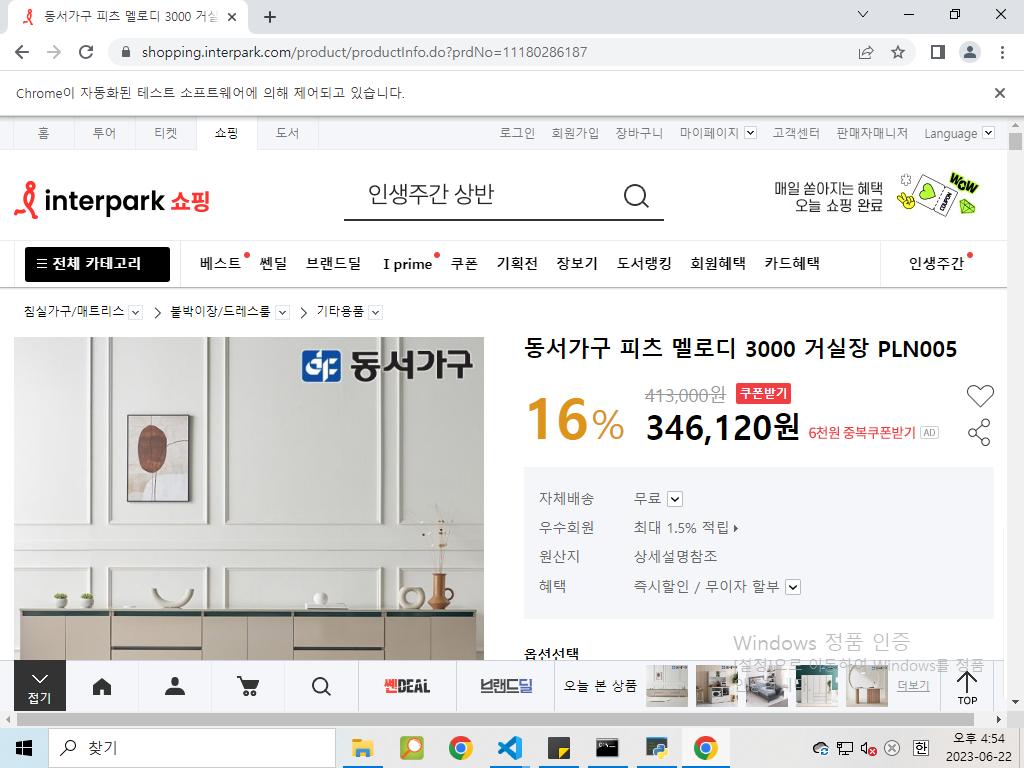 동서가구 피츠 멜로디 3000 거실
shopping.interpark.com/product/productInfo.do?prdNo=11180286187
Chrome이 자동화된 테스트 소프트웨어에 의해 제어되고 있습니다.
홈 투어 티켓 쇼핑 도서 로그인 회원가입 장바구니 마이페이지 고객센터 판매자매니저 Language
interpark 쇼핑
인생주간 상반
매일 쏟아지는 혜택
오늘 쇼핑 완료
WOW
COUPON
전체 카테고리 베스트 쎈딜 브랜드딜 I prime 쿠폰 기획전 장보기 도서랭킹 회원혜택 카드혜택 인생주간
침실가구/매트리스 붙박이장/드레스룸 기타용품
동서가구
동서가구 피츠 멜로디 3000 거실장 PLN005
16%
413,000원 쿠폰받기
346,120원 6천원 중복쿠폰받기 AD
자체배송 무료
우수회원 최대 1.5% 적립
원산지 상세설명참조
혜택 즉시할인 / 무이자 할부
옵션선택
Windows 정품 인증
[설정]으로 이동하여 Windows를 정품
접기
쎈DEAL
브랜드딜
오늘 본 상품
더보기
TOP
찾기
한
오후 4:54
2023-06-22